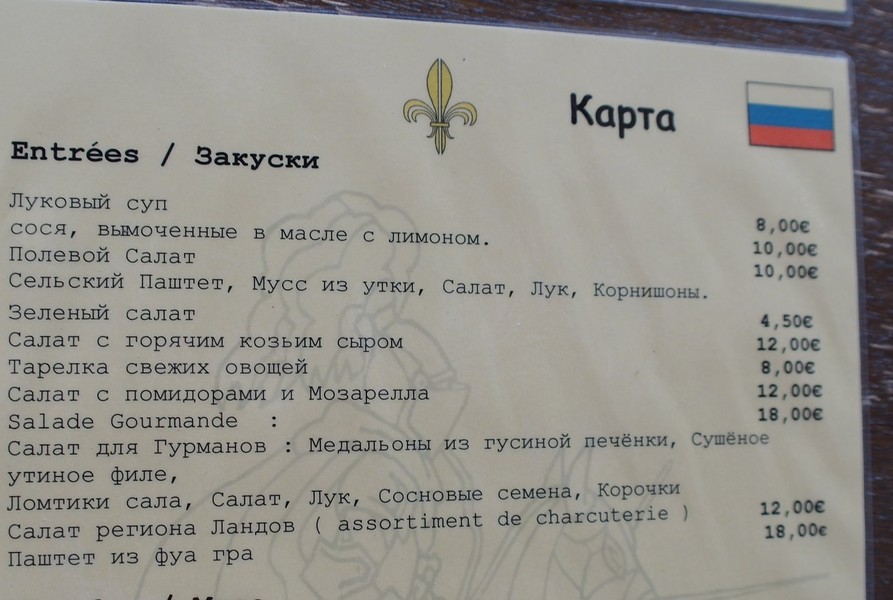 Карта
Entrées / Закуски
Луковый суп 8,00€
сося, вымоченные в масле с лимоном. 10,00€
Полевой Салат 10,00€
Сельский Паштет, Мусс из утки, Салат, Лук, Корнишоны.
Зеленый салат 4,50€
Салат с горячим козьим сыром 12,00€
Тарелка свежих овощей 8,00€
Салат с помидорами и Мозарелла 12,00€
Salade Gourmande : 18,00€
Салат для Гурманов : Медальоны из гусиной печёнки, Сушёное
утиное филе,
Ломтики сала, Салат, Лук, Сосновые семена, Корочки
Салат региона Ландов ( assortiment de charcuterie ) 12,00€
Паштет из фуа гра 18,00€